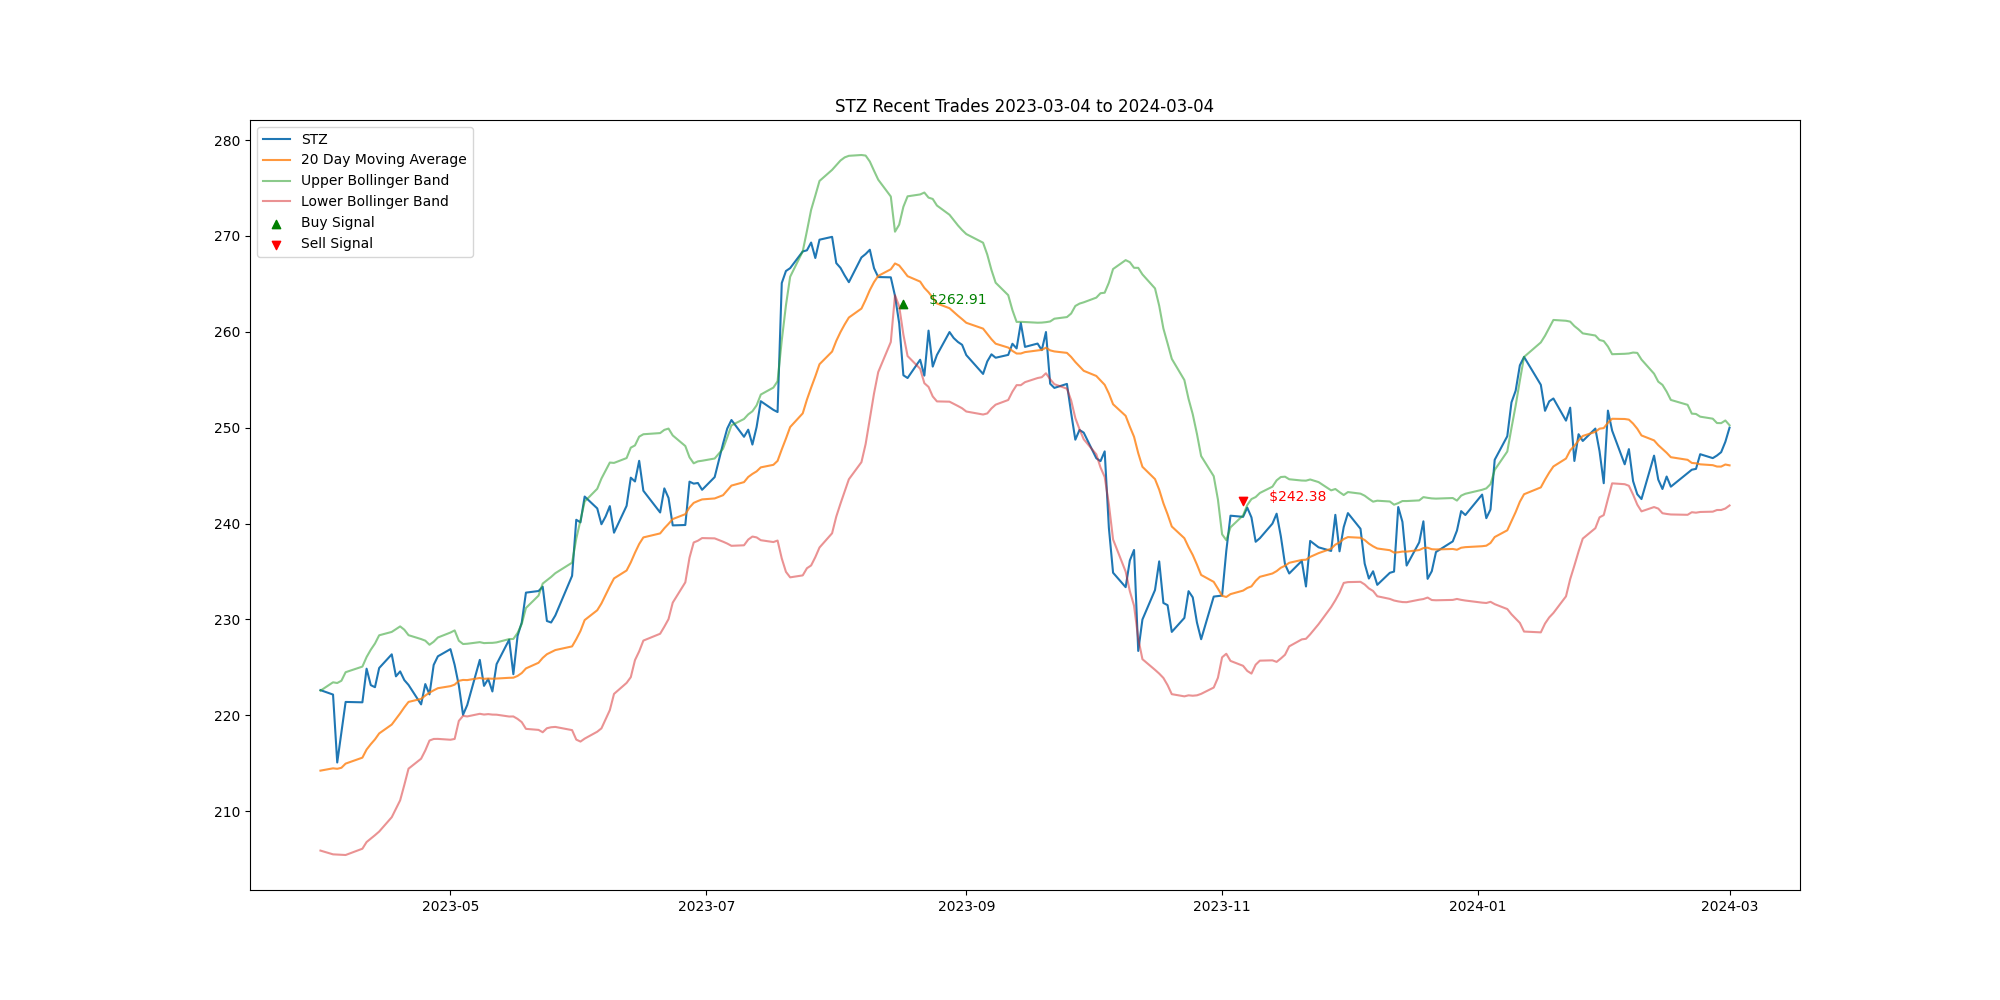 STZ Recent Trades 2023-03-04 to 2024-03-04
STZ
20 Day Moving Average
Upper Bollinger Band
Lower Bollinger Band
Buy Signal
Sell Signal
280
270
260
250
240
230
220
210
$262.91
$242.38
2023-05
2023-07
2023-09
2023-11
2024-01
2024-03